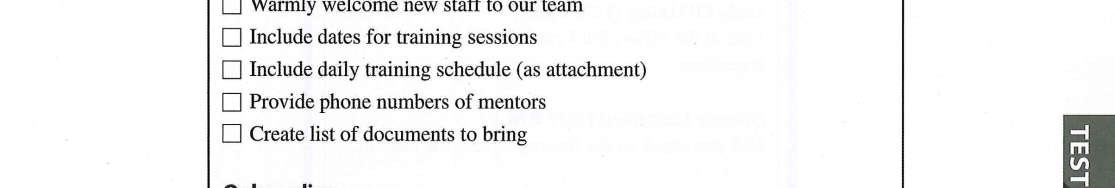 ☐ Warmly welcome new staff to our team
☐ Include dates for training sessions
☐ Include daily training schedule (as attachment)
☐ Provide phone numbers of mentors
☐ Create list of documents to bring
TEST